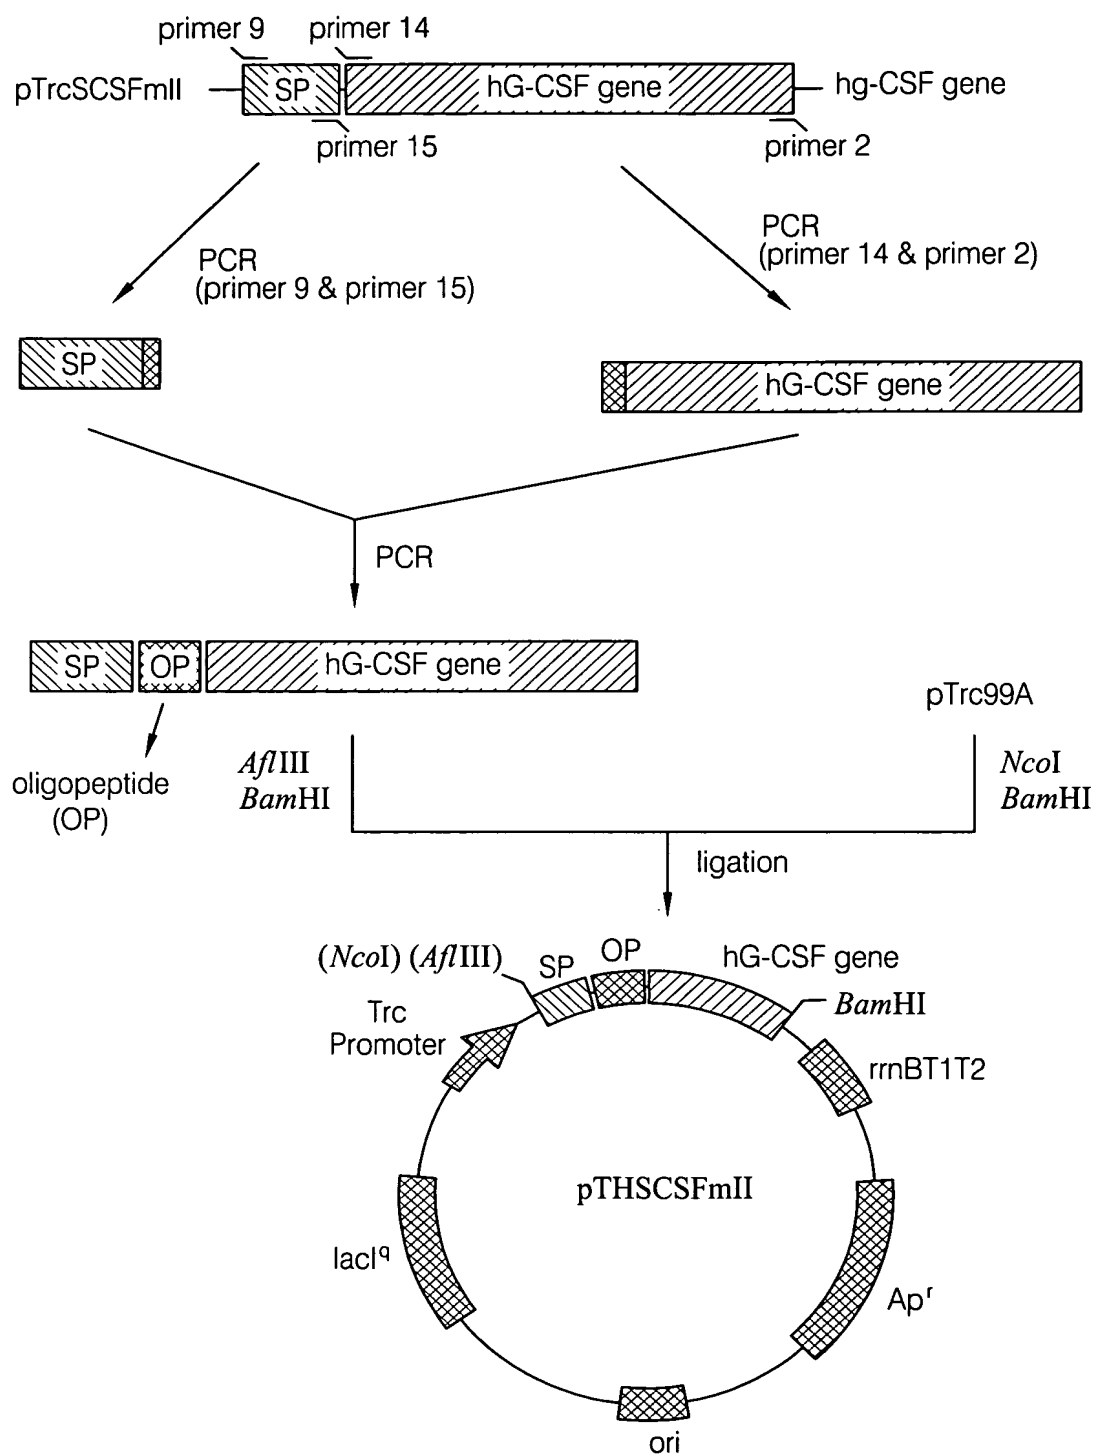 primer 9
primer 14
pTrcSCSFmII
SP
hG-CSF gene
hg-CSF gene
primer 15
primer 2
PCR
(primer 9 & primer 15)
PCR
(primer 14 & primer 2)
SP
hG-CSF gene
PCR
SP
OP
hG-CSF gene
pTrc99A
oligopeptide
(OP)
AflIII
BamHI
NcoI
BamHI
ligation
(NcoI) (AflIII)
SP
OP
hG-CSF gene
BamHI
Trc
Promoter
rrnBT1T2
pTHSCSFmII
lacIq
Apr
ori